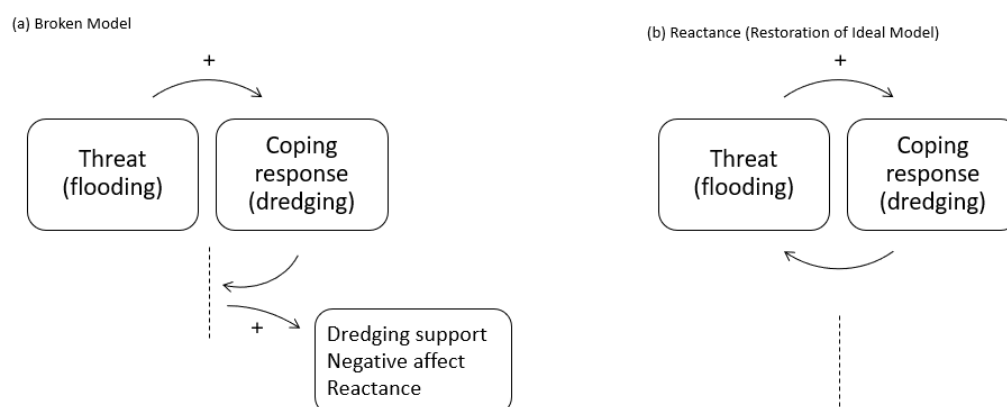 (a) Broken Model
+
Threat
(flooding)
Coping
response
(dredging)
+
Dredging support
Negative affect
Reactance
(b) Reactance (Restoration of Ideal Model)
+
Threat
(flooding)
Coping
response
(dredging)